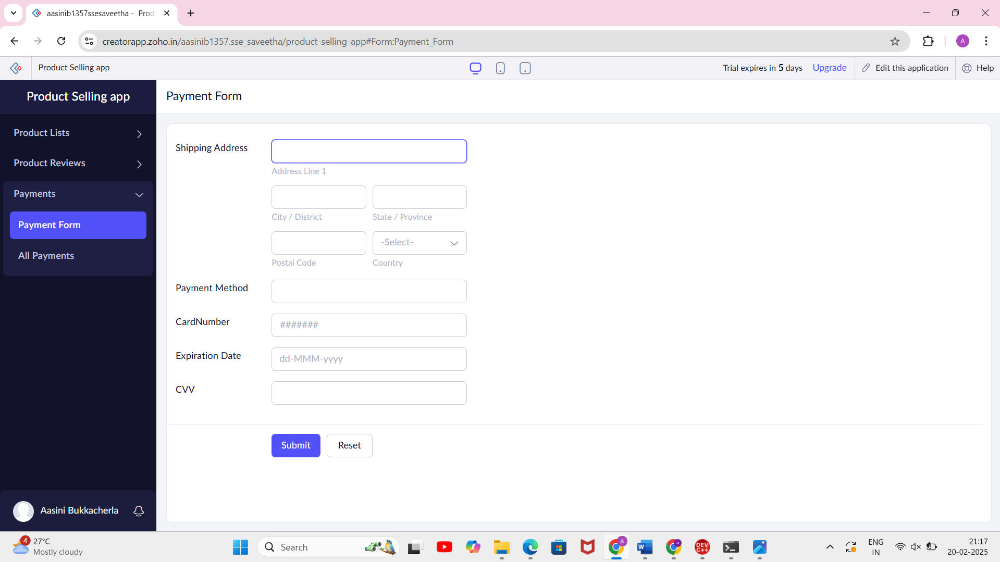 aasinib1357ssesaveetha - Prod
creatorapp.zoho.in/aasinib1357.sse_saveetha/product-selling-app#Form:Payment_Form
A
Product Selling app
Trial expires in 5 days
Upgrade
Edit this application
Help
Product Selling app
Payment Form
Product Lists
Product Reviews
Payments
Payment Form
All Payments
Shipping Address
Address Line 1
City / District
State / Province
-Select-
Postal Code
Country
Payment Method
CardNumber
#######
Expiration Date
dd-MMM-yyyy
CVV
Submit
Reset
Aasini Bukkacherla
4
27°C
Mostly cloudy
Search
A
W
a
DEV
C++
ENG
IN
21:17
20-02-2025